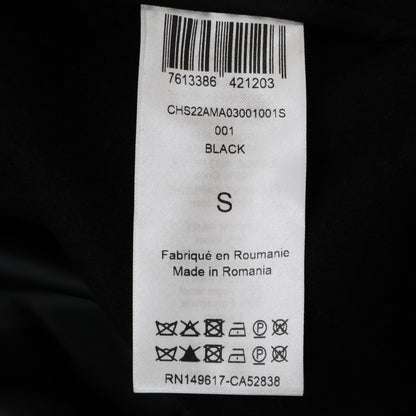 7613386 421203
CHS22AMA03001001S
001
BLACK
S
Fabriqué en Roumanie
Made in Romania
P
P
RN149617-CA52838